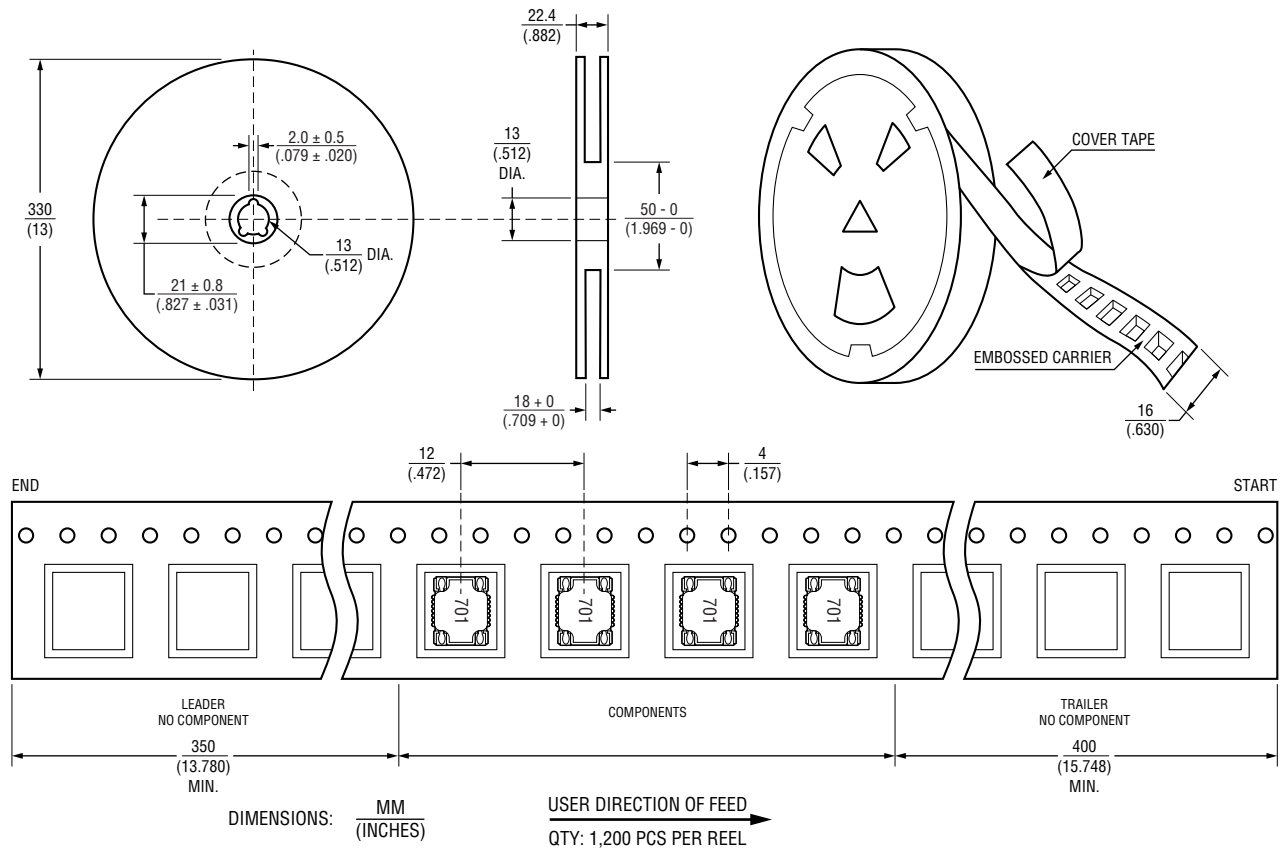 22.4
(.882)
2.0 ± 0.5
(.079 ± .020)
13
(.512)
DIA.
COVER TAPE
330
(13)
50 - 0
(1.969 - 0)
13
(.512)
DIA.
21 ± 0.8
(.827 ± .031)
EMBOSSED CARRIER
18 + 0
(.709 + 0)
16
(.630)
12
(.472)
4
(.157)
END
START
701
701
701
701
LEADER
NO COMPONENT
COMPONENTS
TRAILER
NO COMPONENT
350
(13.780)
MIN.
400
(15.748)
MIN.
DIMENSIONS:
MM
(INCHES)
USER DIRECTION OF FEED
QTY: 1,200 PCS PER REEL